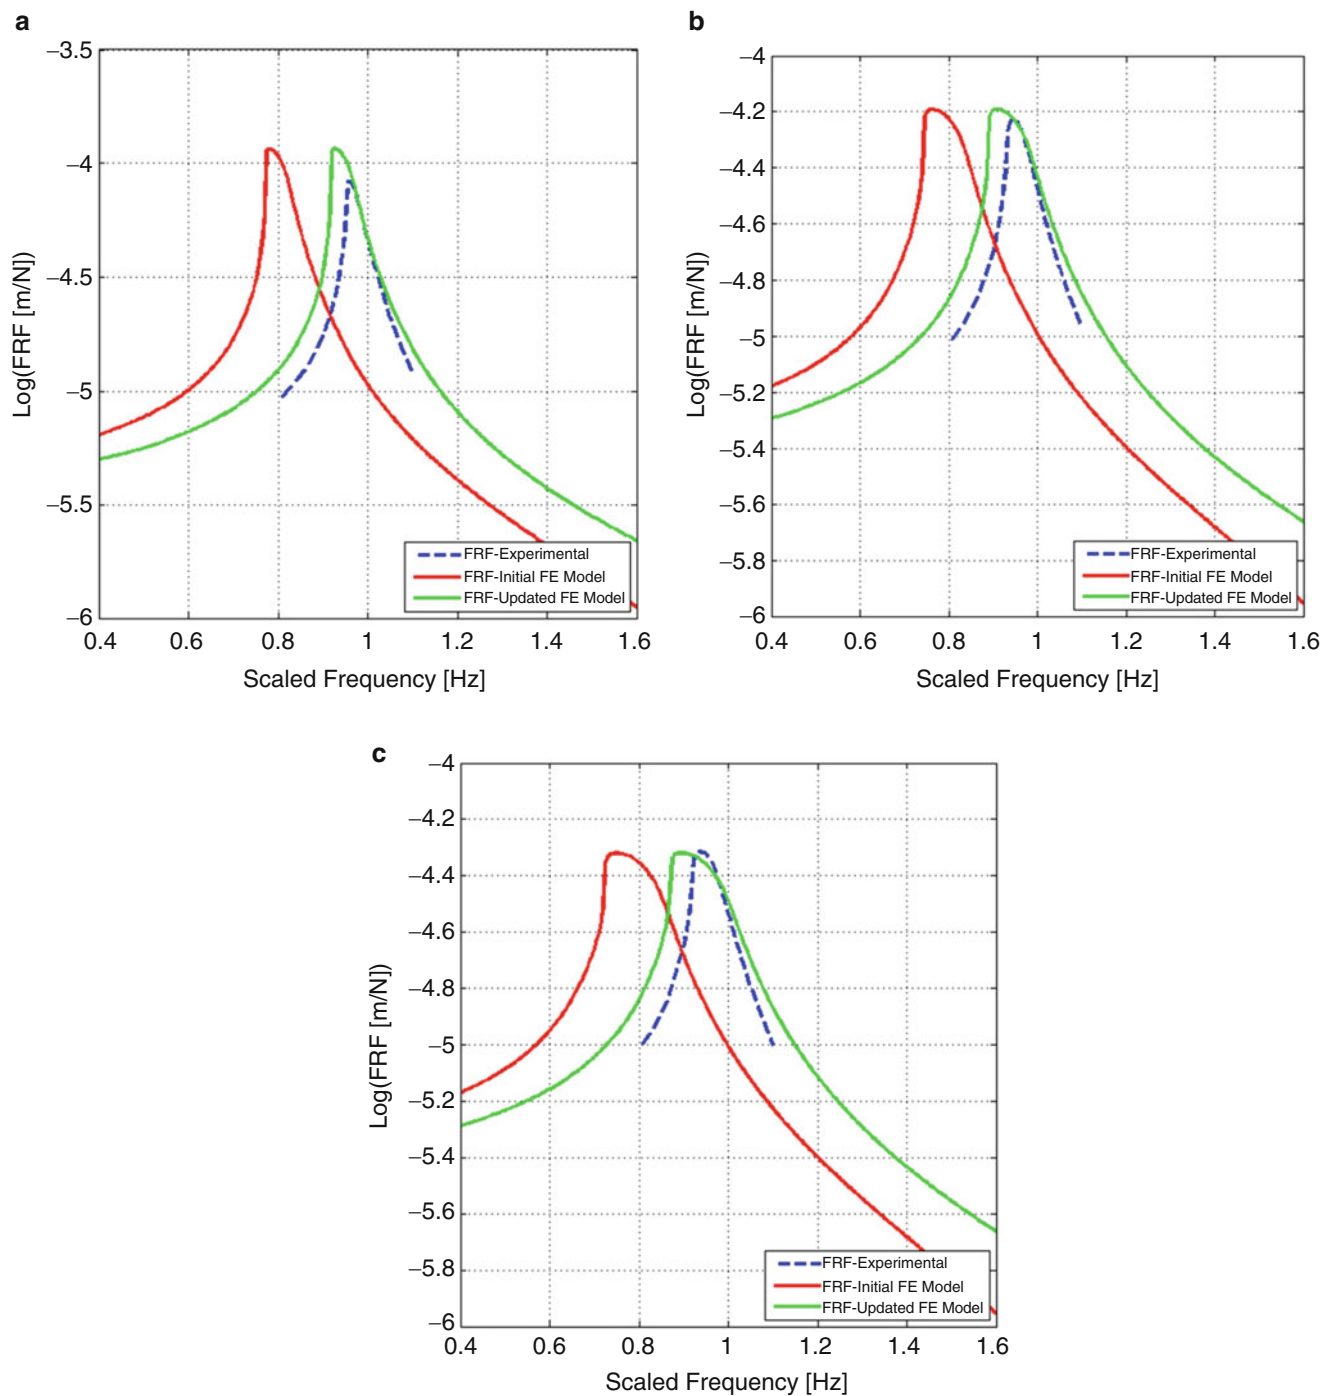 a
−3.5
−4
−4.5
−5
−5.5
−6
Log(FRF [m/N])
0.4 0.6 0.8 1 1.2 1.4 1.6
Scaled Frequency [Hz]
FRF-Experimental
FRF-Initial FE Model
FRF-Updated FE Model
b
−4
−4.2
−4.4
−4.6
−4.8
−5
−5.2
−5.4
−5.6
−5.8
−6
Log(FRF [m/N])
0.4 0.6 0.8 1 1.2 1.4 1.6
Scaled Frequency [Hz]
FRF-Experimental
FRF-Initial FE Model
FRF-Updated FE Model
c
−4
−4.2
−4.4
−4.6
−4.8
−5
−5.2
−5.4
−5.6
−5.8
−6
Log(FRF [m/N])
0.4 0.6 0.8 1 1.2 1.4 1.6
Scaled Frequency [Hz]
FRF-Experimental
FRF-Initial FE Model
FRF-Updated FE Model